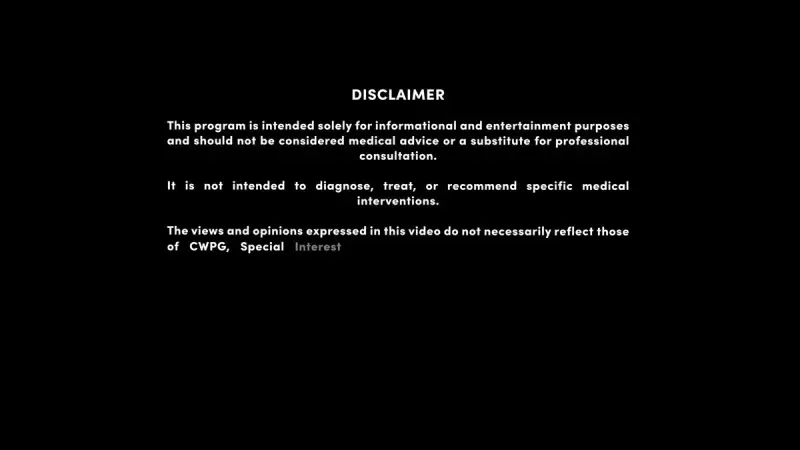 DISCLAIMER
This program is intended solely for informational and entertainment purposes
and should not be considered medical advice or a substitute for professional
consultation.
It is not intended to diagnose, treat, or recommend specific medical
interventions.
The views and opinions expressed in this video do not necessarily reflect those
of CWPG, Special Interest